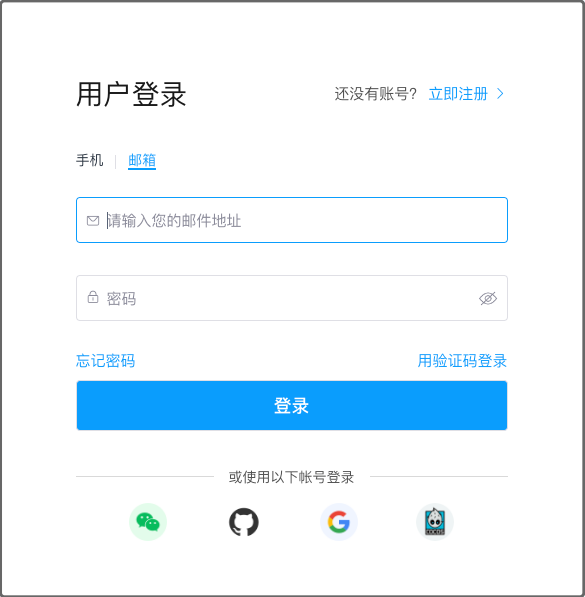 用户登录
还没有账号? 立即注册
手机 邮箱
请输入您的邮件地址
密码
忘记密码 用验证码登录
登录
或使用以下帐号登录
COCOS